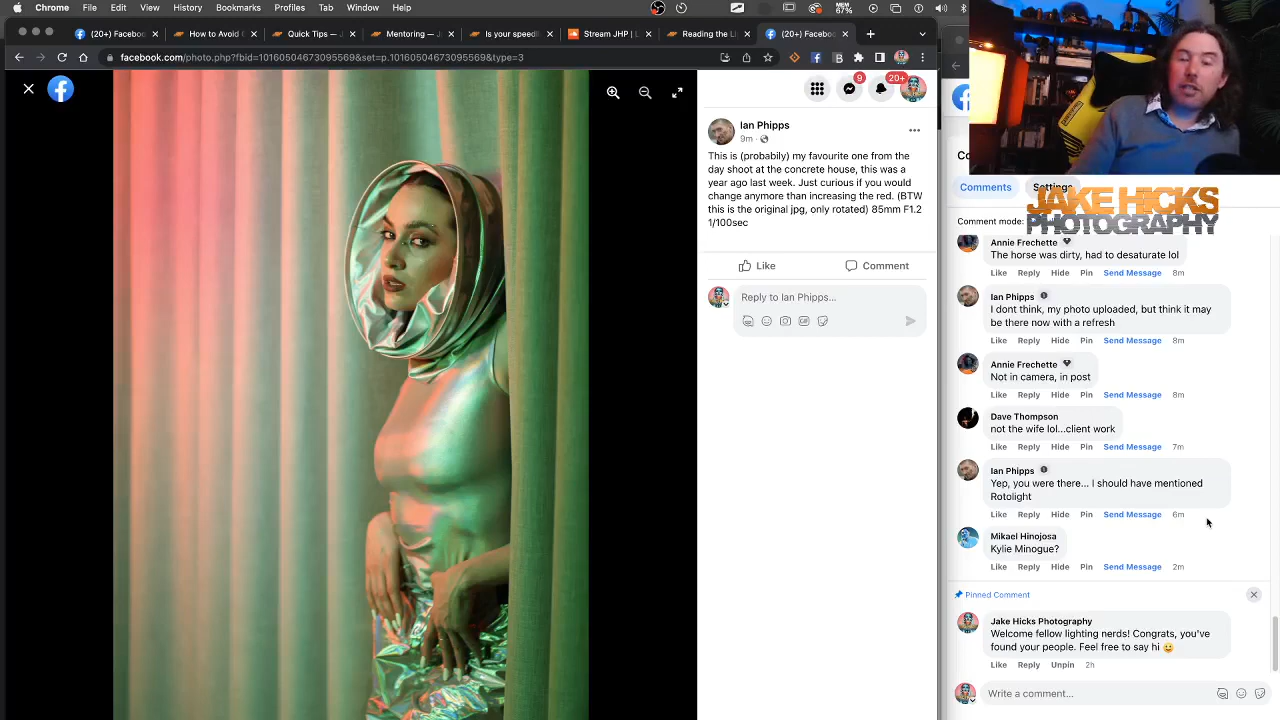 Chrome File Edit View History Bookmarks Profiles Tab Window Help
MEW 67%
(20+) Faceboo
How to Avoid
Quick Tips —
Mentoring —
Is your speedl
Stream JHP | L
Reading the Li
(20+) Faceboo
facebook.com/photo.php?fbid=10160504673095569&set=p.10160504673095569&type=3
9
20+
Ian Phipps
9m
This is (probabily) my favourite one from the
day shoot at the concrete house, this was a
year ago last week. Just curious if you would
change anymore than increasing the red. (BTW
this is the original jpg, only rotated) 85mm F1.2
1/100sec
Like
Comment
Reply to Ian Phipps...
JAKE HICKS
PHOTOGRAPHY
Comments
Settings
Comment mode:
Annie Frechette
The horse was dirty, had to desaturate lol
Like Reply Hide Pin Send Message 8m
Ian Phipps
I dont think, my photo uploaded, but think it may
be there now with a refresh
Like Reply Hide Pin Send Message 8m
Annie Frechette
Not in camera, in post
Like Reply Hide Pin Send Message 8m
Dave Thompson
not the wife lol...client work
Like Reply Hide Pin Send Message 7m
Ian Phipps
Yep, you were there... I should have mentioned
Rotolight
Like Reply Hide Pin Send Message 6m
Mikael Hinojosa
Kylie Minogue?
Like Reply Hide Pin Send Message 2m
Pinned Comment
Jake Hicks Photography
Welcome fellow lighting nerds! Congrats, you've
found your people. Feel free to say hi 😀
Like Reply Unpin 2h
Write a comment...